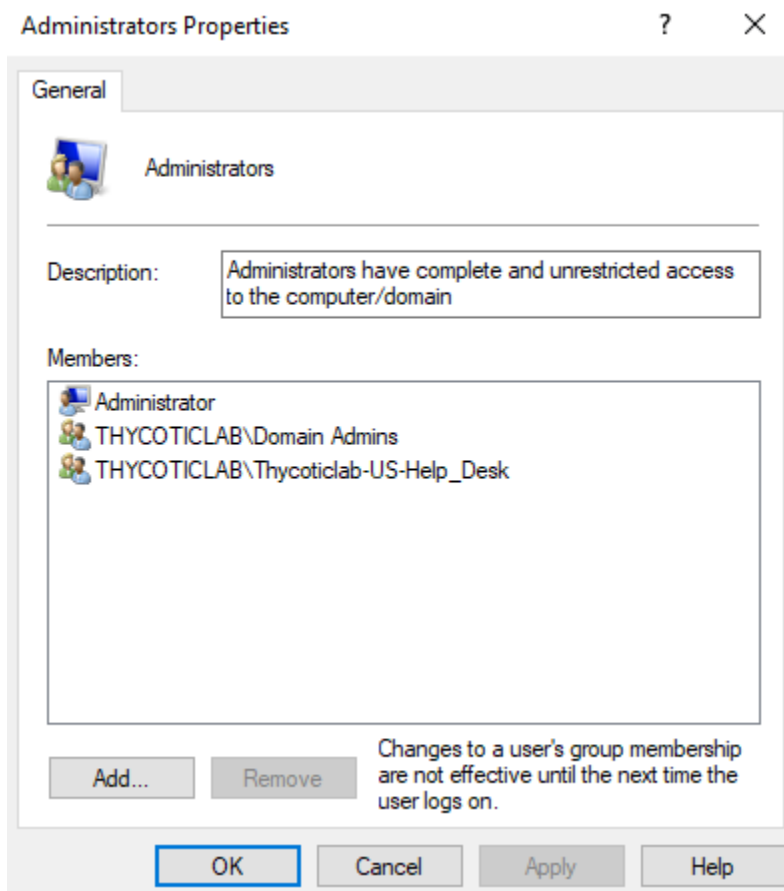 Administrators Properties
?
General
Administrators
Description:
Administrators have complete and unrestricted access
to the computer/domain
Members:
Administrator
THYCOTICLAB\Domain Admins
THYCOTICLAB\Thycoticlab-US-Help_Desk
Add...
Remove
Changes to a user's group membership
are not effective until the next time the
user logs on.
OK
Cancel
Apply
Help